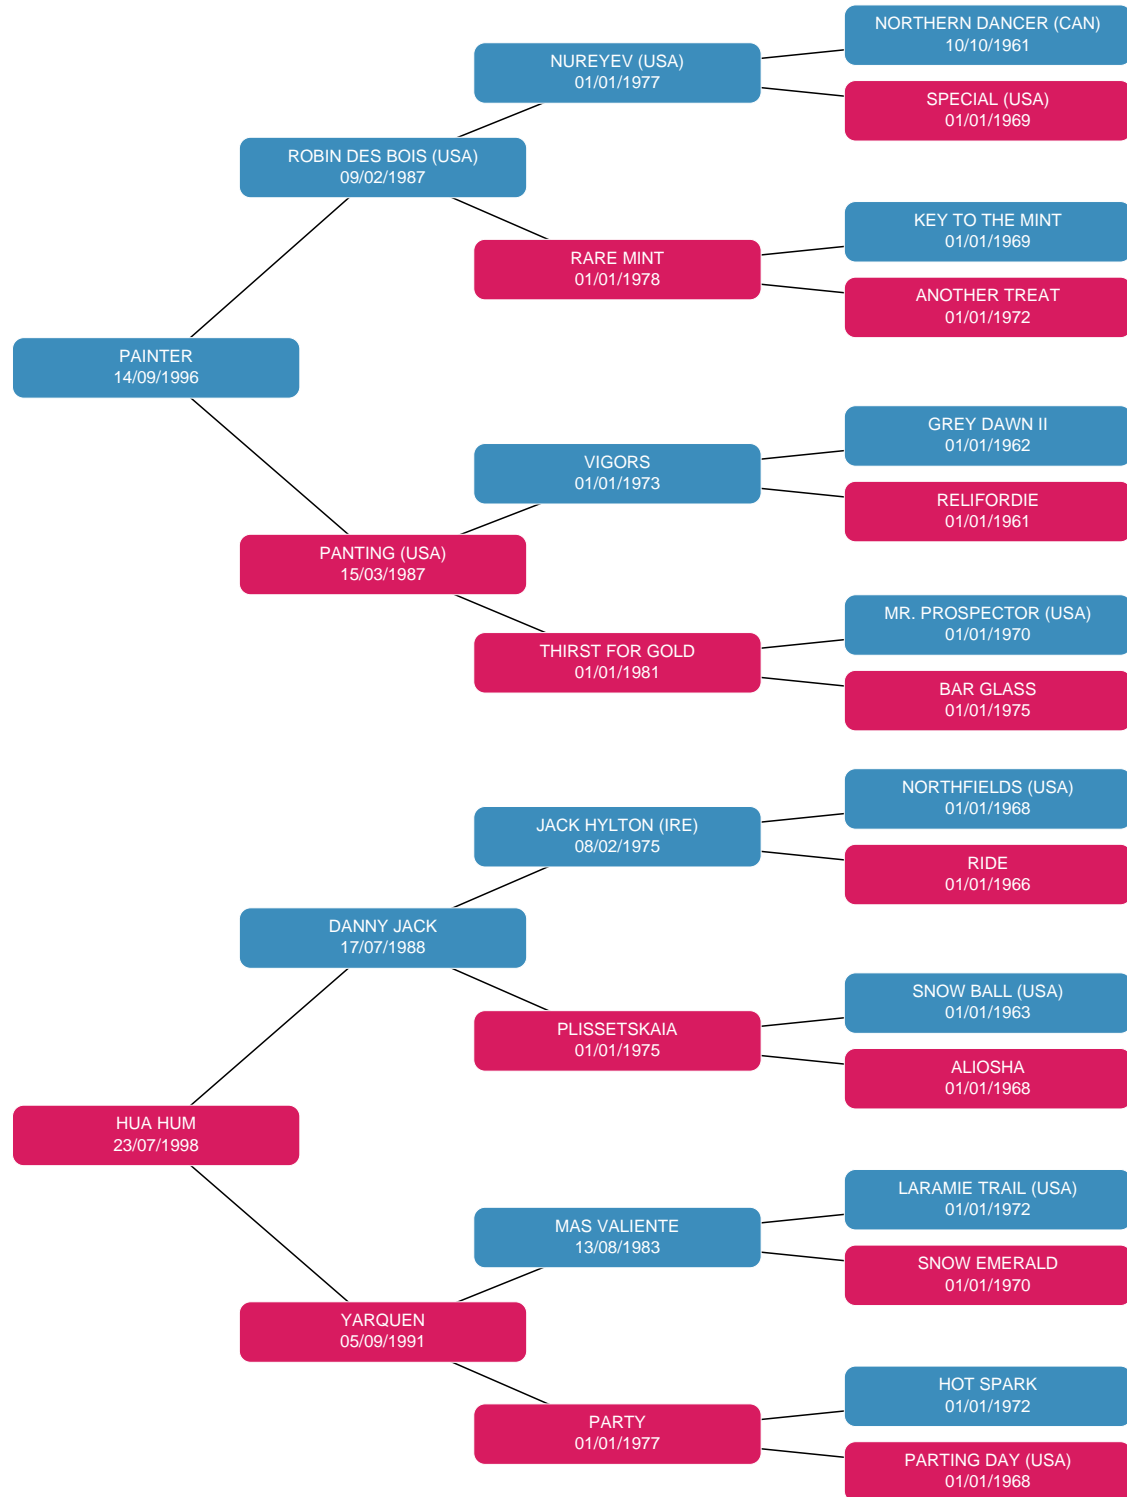 NORTHERN DANCER (CAN)
10/10/1961
NUREYEV (USA)
01/01/1977
SPECIAL (USA)
01/01/1969
ROBIN DES BOIS (USA)
09/02/1987
KEY TO THE MINT
01/01/1969
RARE MINT
01/01/1978
ANOTHER TREAT
01/01/1972
PAINTER
14/09/1996
GREY DAWN II
01/01/1962
VIGORS
01/01/1973
RELIFORDIE
01/01/1961
PANTING (USA)
15/03/1987
MR. PROSPECTOR (USA)
01/01/1970
THIRST FOR GOLD
01/01/1981
BAR GLASS
01/01/1975
NORTHFIELDS (USA)
01/01/1968
JACK HYLTON (IRE)
08/02/1975
RIDE
01/01/1966
DANNY JACK
17/07/1988
SNOW BALL (USA)
01/01/1963
PLISSETSKAIA
01/01/1975
ALIOSHA
01/01/1968
HUA HUM
23/07/1998
LARAMIE TRAIL (USA)
01/01/1972
MAS VALIENTE
13/08/1983
SNOW EMERALD
01/01/1970
YARQUEN
05/09/1991
HOT SPARK
01/01/1972
PARTY
01/01/1977
PARTING DAY (USA)
01/01/1968